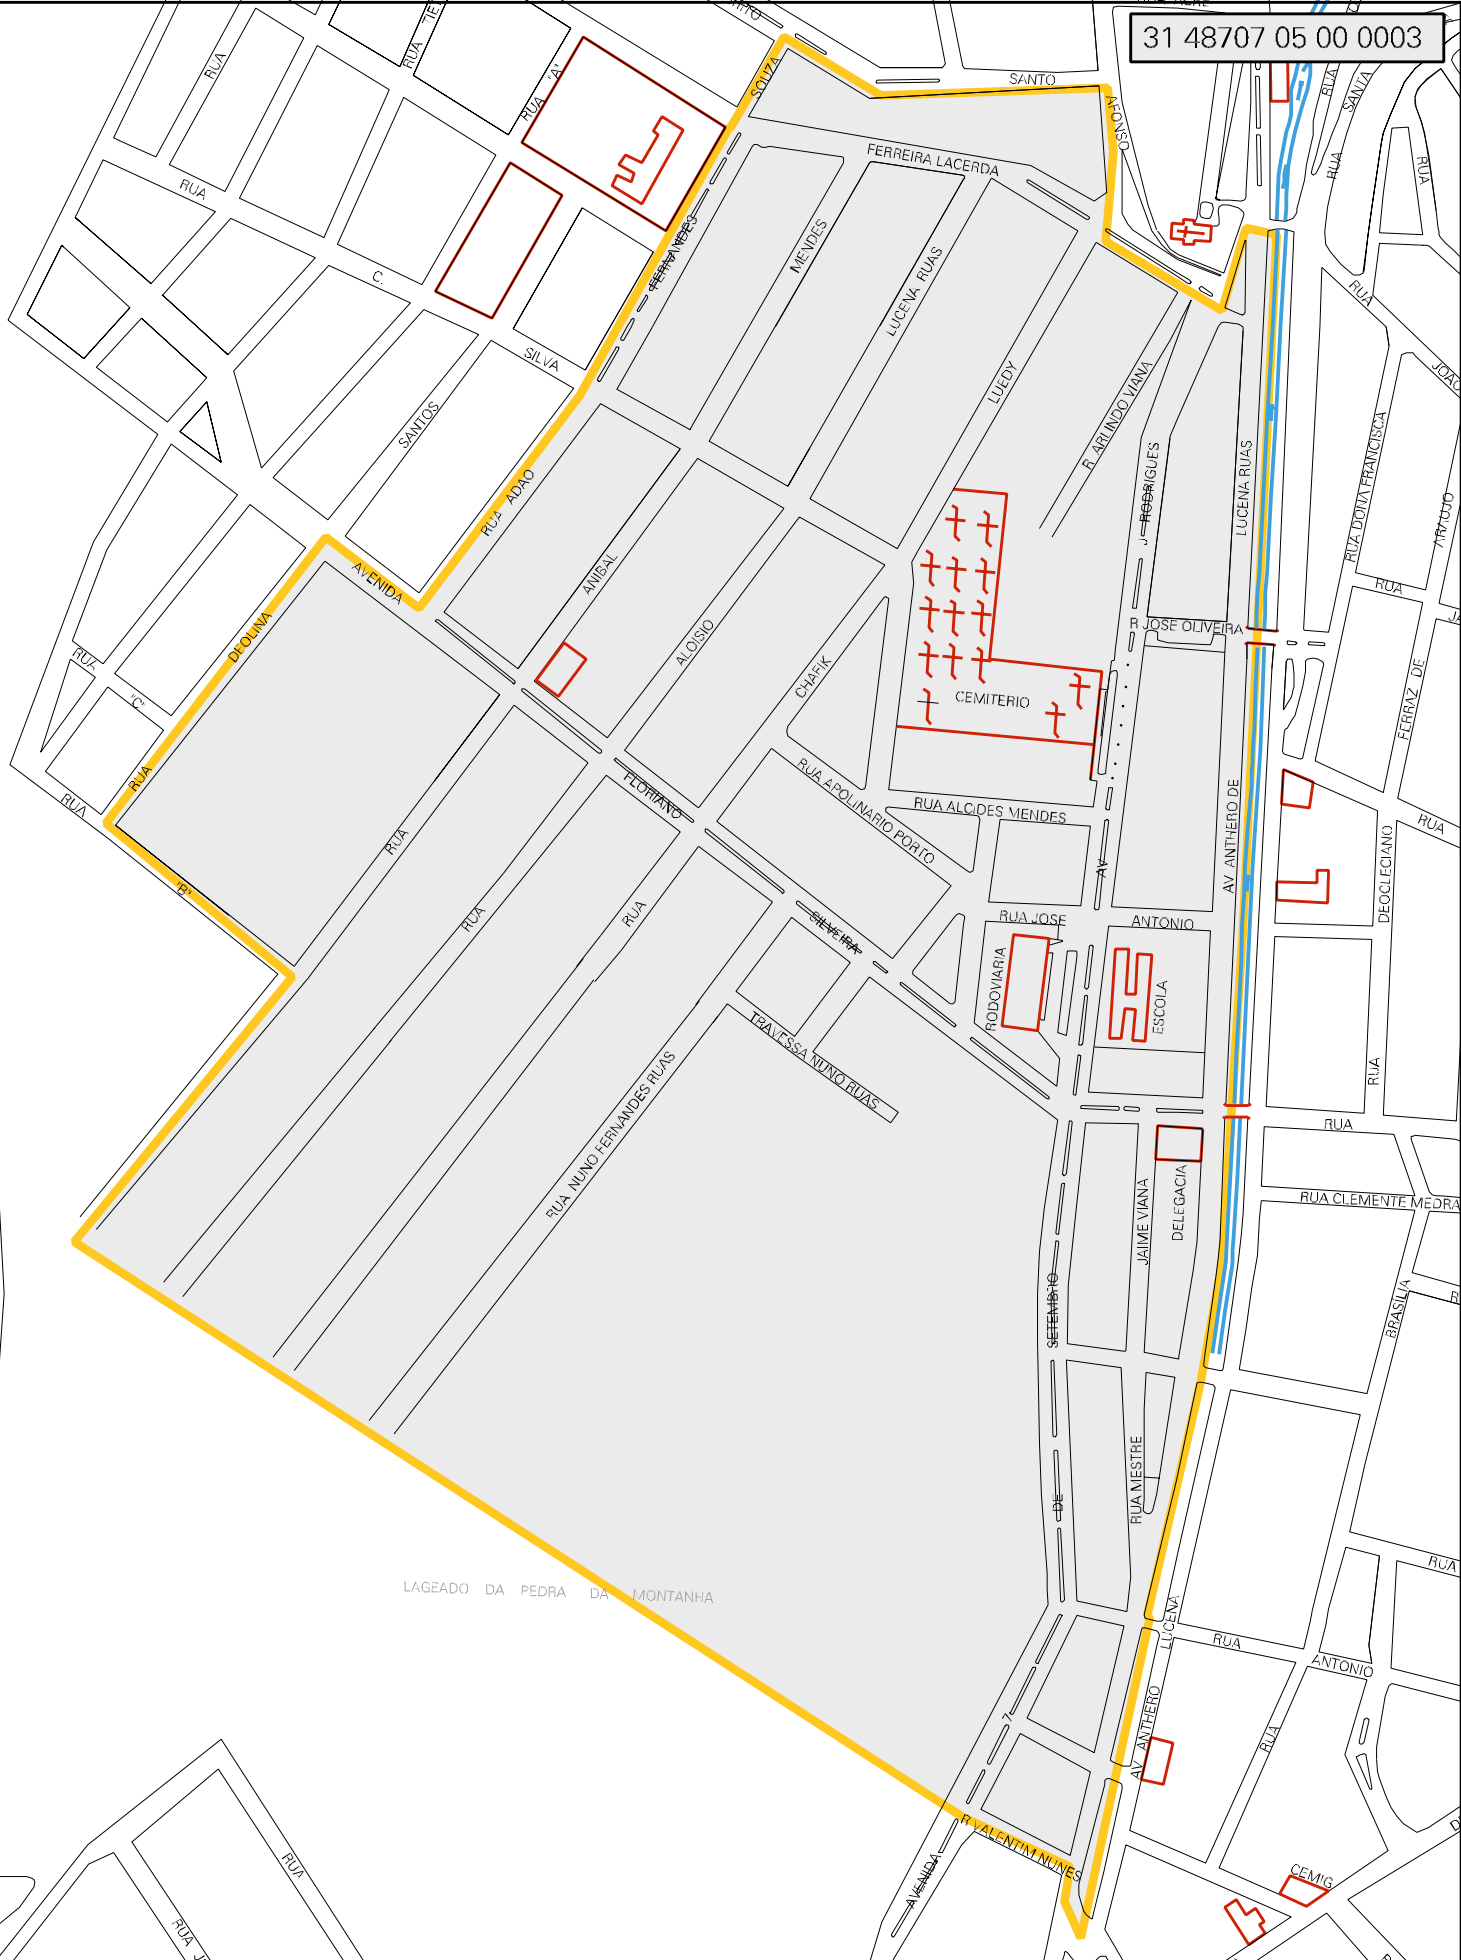 31 48707 05 00 0003
RUA
RUA
RUA
"A"
SOUZA
SANTO
AFONSO
RUA
SANTA
RUA
RUA
FERREIRA LACERDA
RUA
C.
SILVA
SANTOS
FERNANDES
MENDES
LUCENA RUAS
LUEDY
R ARLINDO VIANA
RODRIGUES
J
LUCENA RUAS
RUA
JOAO
RUA DONA FRANCISCA
ARAUJO
RUA ADAO
AVENIDA
ANIBAL
ALOISIO
CHAFIK
R JOSE OLIVEIRA
RUA
DEOLINA
RUA
RUA
"C"
RUA
"B"
CEMITERIO
FERRAZ DE
FLORIANO
RUA APOLINARIO PORTO
RUA ALCIDES MENDES
AV
AV ANTHERO DE
RUA
DEOCLECIANO
RUA
RUA
RUA
SILVEIRA
RUA JOSE
ANTONIO
RODOVIARIA
ESCOLA
TRAVESSA NUNO RUAS
RUA NUNO FERNANDES RUAS
RUA
RUA
RUA CLEMENTE MEDRA
DELEGACIA
JAIME VIANA
SETEMBRO
BRASILIA
B
RUA MESTRE
DE
RUA
LAGEADO DA PEDRA DA MONTANHA
LUCENA
RUA
ANTONIO
AV ANTHERO
RUA
7
R VALENTIM NUNES
AVENIDA
CEMIG
RUA
RUA J